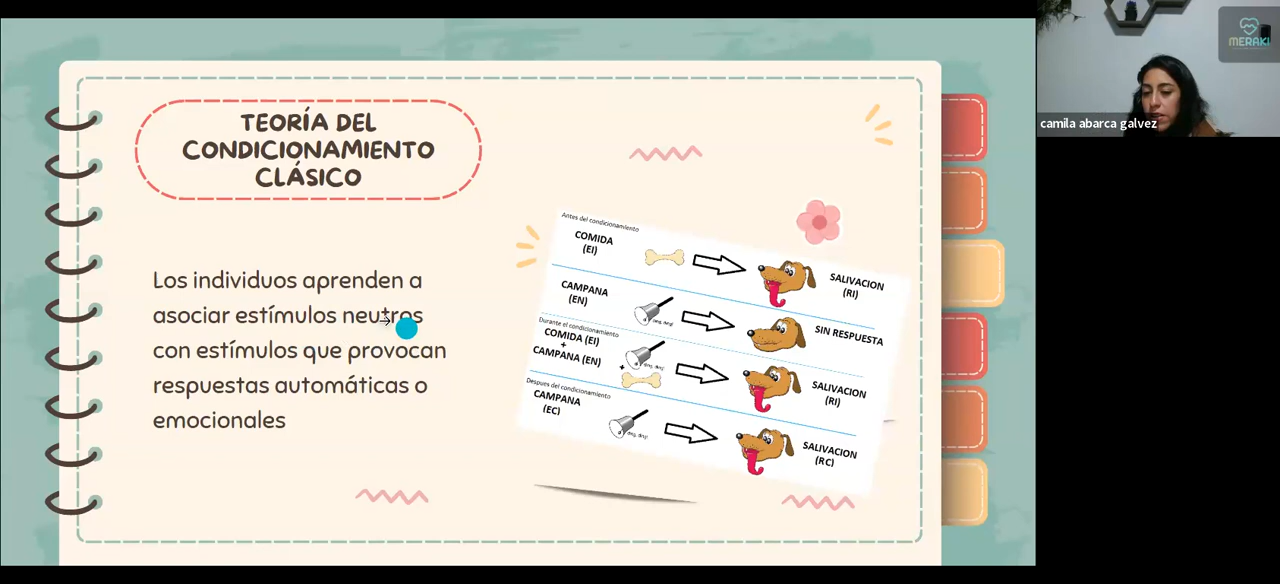 TEORÍA DEL
CONDICIONAMIENTO
CLÁSICO
Los individuos aprenden a
asociar estímulos neutros
con estímulos que provocan
respuestas automáticas o
emocionales
Antes del condicionamiento
COMIDA
(EI)
SALIVACION
(RI)
CAMPANA
(EN)
SIN RESPUESTA
Durante el condicionamiento
COMIDA (EI)
+
CAMPANA (EN)
+
SALIVACION
(RI)
Despues del condicionamiento
CAMPANA
(EC)
SALIVACION
(RC)
MERAKI
camila abarca galvez